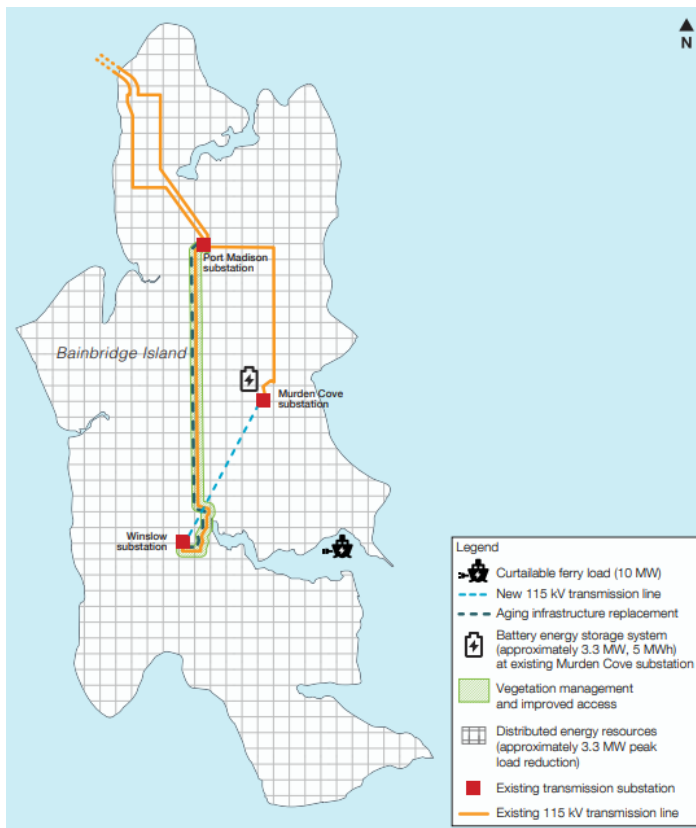 N
Port Madison
substation
Bainbridge Island
Murden Cove
substation
Winslow
substation
Legend
Curtailable ferry load (10 MW)
New 115 kV transmission line
Aging infrastructure replacement
Battery energy storage system
(approximately 3.3 MW, 5 MWh)
at existing Murden Cove substation
Vegetation management
and improved access
Distributed energy resources
(approximately 3.3 MW peak
load reduction)
Existing transmission substation
Existing 115 kV transmission line